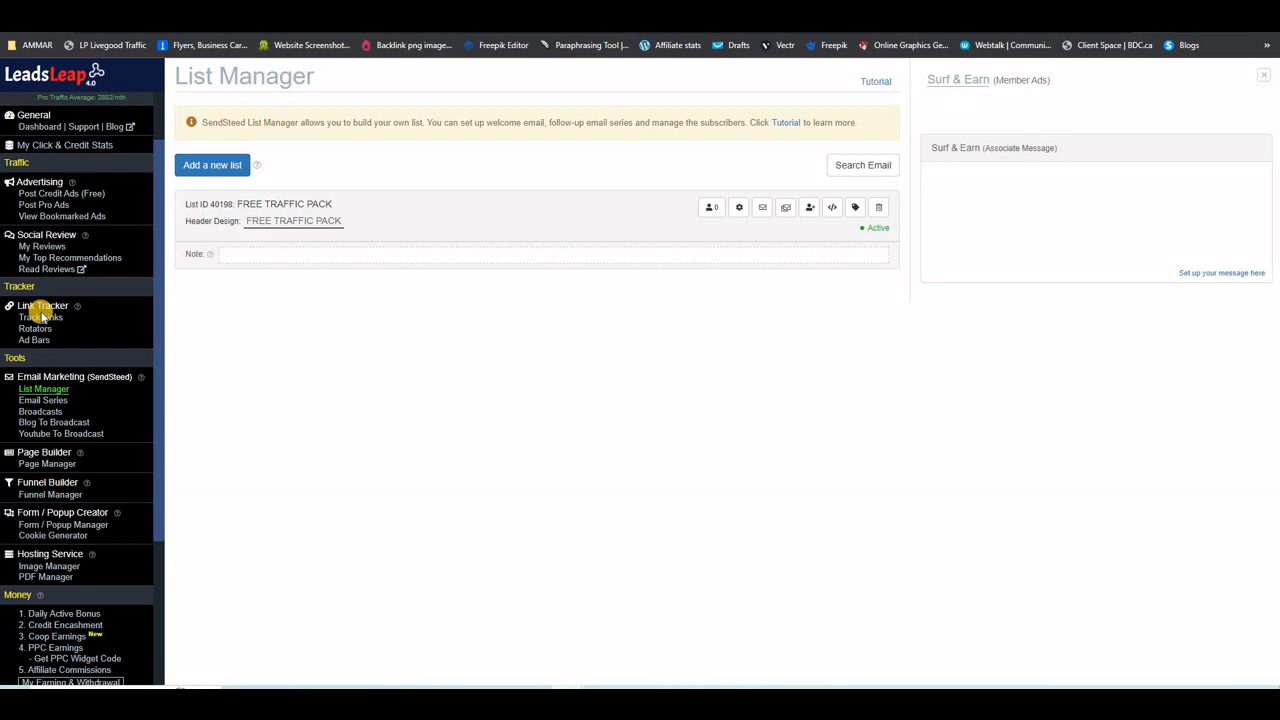 AMMAR
LP Livegood Traffic
Flyers, Business Car...
Website Screenshot...
Backlink png image...
Freepik Editor
Paraphrasing Tool |...
Affiliate stats
Drafts
Vectr
Freepik
Online Graphics Ge...
Webtalk | Communi...
Client Space | BDC.ca
Blogs
»
LeadsLeap 4.0
Pro Traffic Average: 2882/mth
General
Dashboard | Support | Blog
My Click & Credit Stats
Traffic
Advertising
Post Credit Ads (Free)
Post Pro Ads
View Bookmarked Ads
Social Review
My Reviews
My Top Recommendations
Read Reviews
Tracker
Link Tracker
Track Links
Rotators
Ad Bars
Tools
Email Marketing (SendSteed)
List Manager
Email Series
Broadcasts
Blog To Broadcast
Youtube To Broadcast
Page Builder
Page Manager
Funnel Builder
Funnel Manager
Form / Popup Creator
Form / Popup Manager
Cookie Generator
Hosting Service
Image Manager
PDF Manager
Money
1. Daily Active Bonus
2. Credit Encashment
3. Coop Earnings New
4. PPC Earnings
- Get PPC Widget Code
5. Affiliate Commissions
My Earning & Withdrawal
List Manager
Tutorial
SendSteed List Manager allows you to build your own list. You can set up welcome email, follow-up email series and manage the subscribers. Click Tutorial to learn more.
Add a new list
Search Email
List ID 40198: FREE TRAFFIC PACK
0
Header Design: FREE TRAFFIC PACK
Active
Note:
Surf & Earn (Member Ads)
Surf & Earn (Associate Message)
Set up your message here